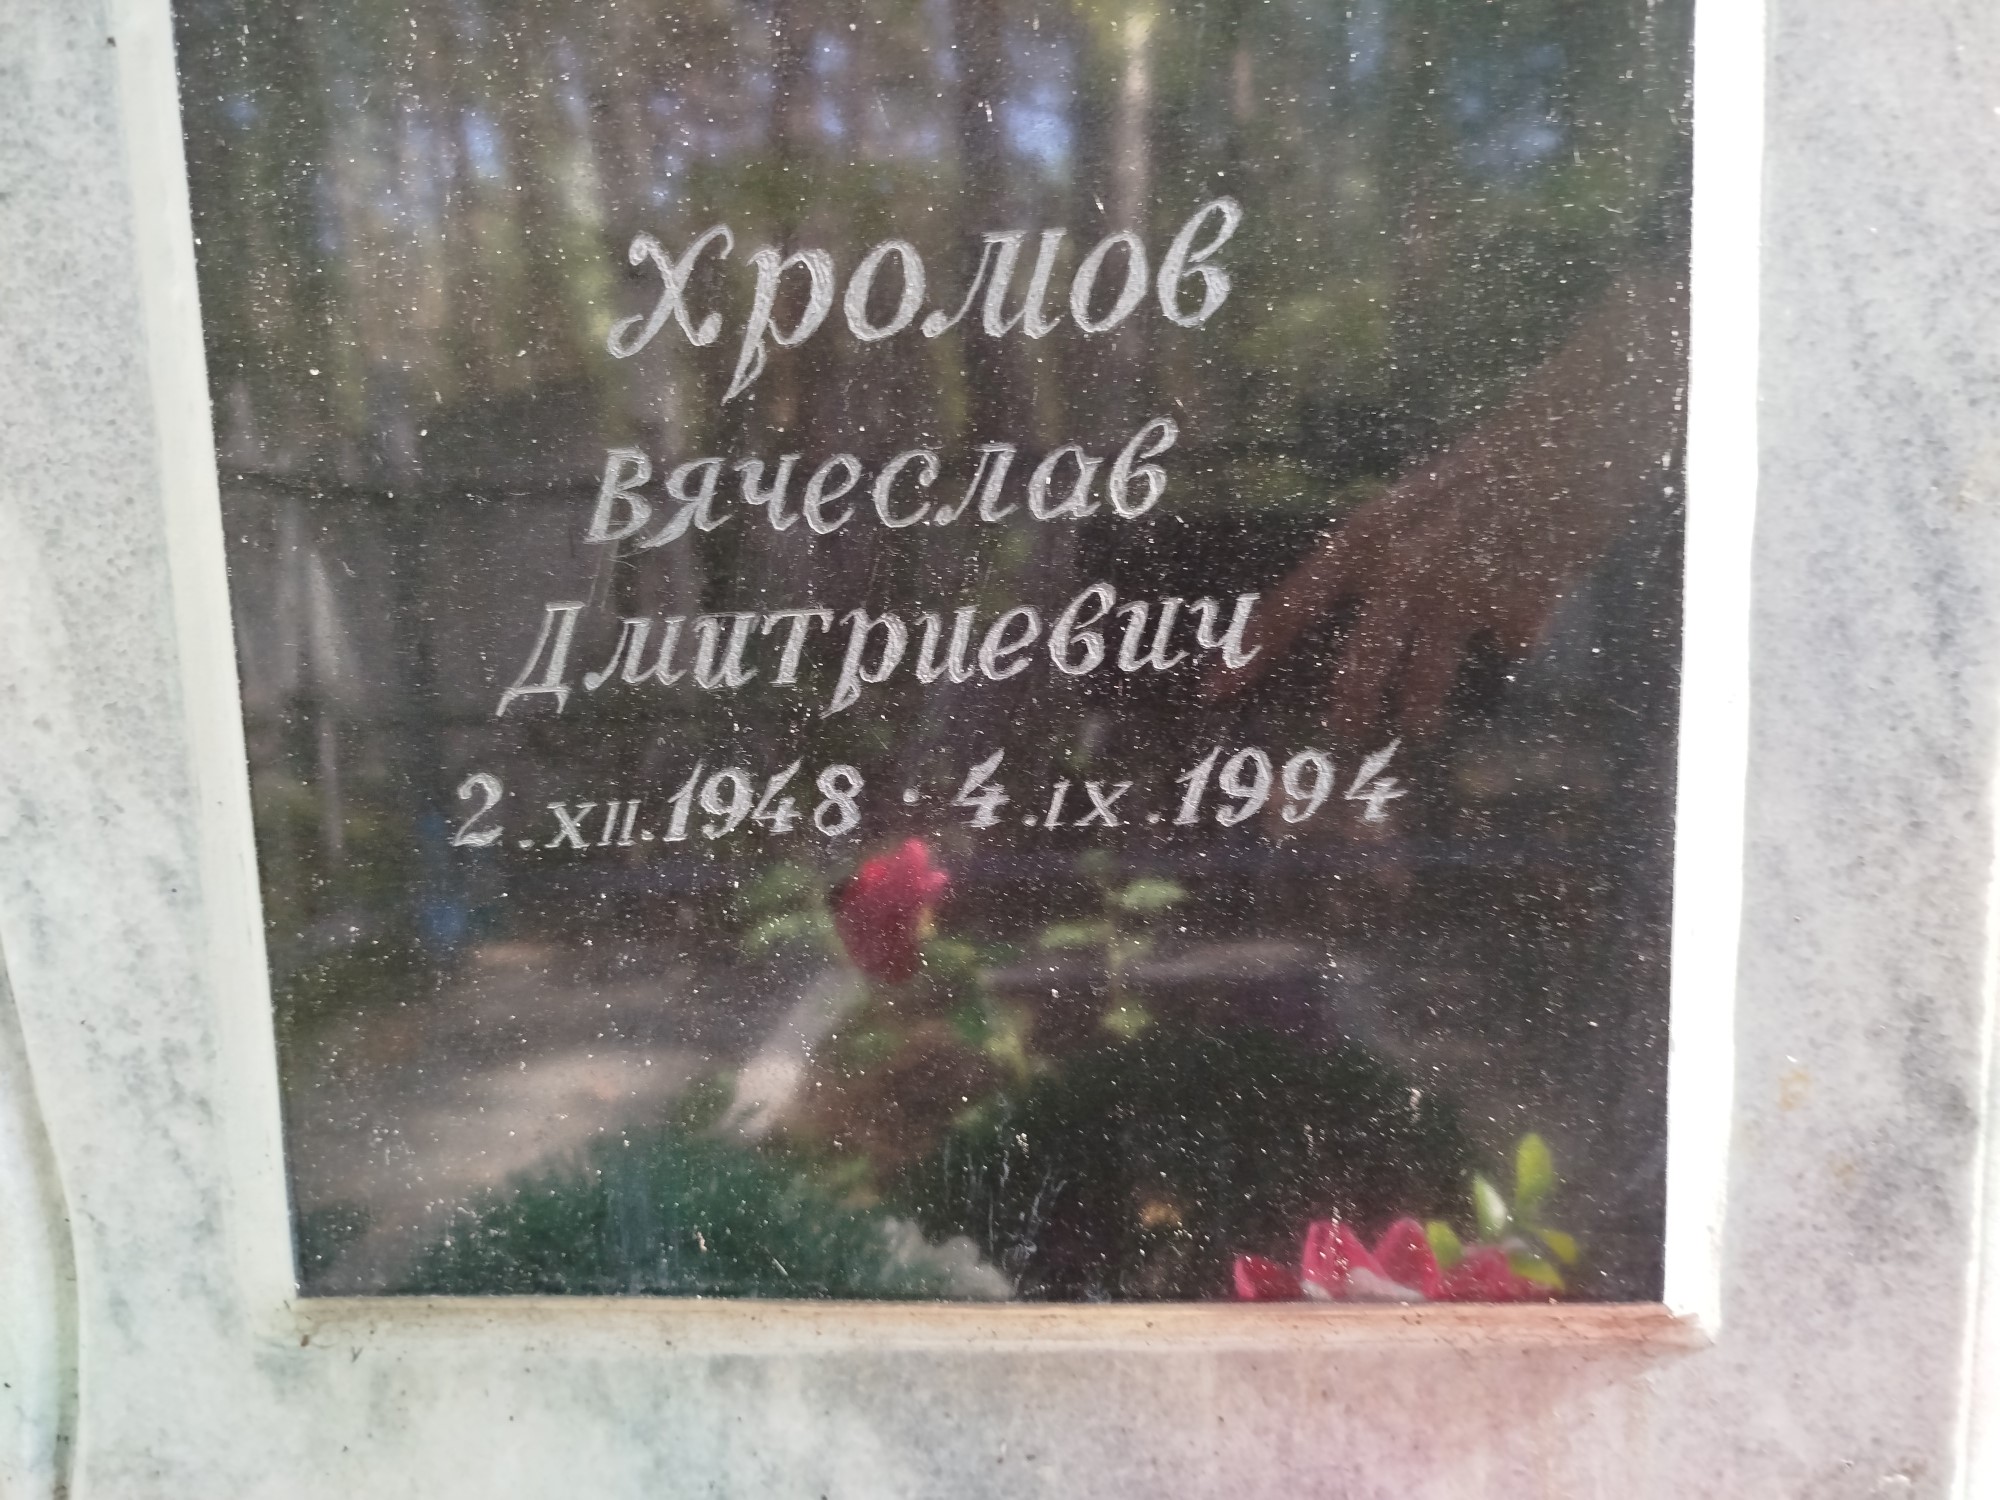 Хромов
Вячеслав
Дмитриевич
2.XII.1948 · 4.IX.1994